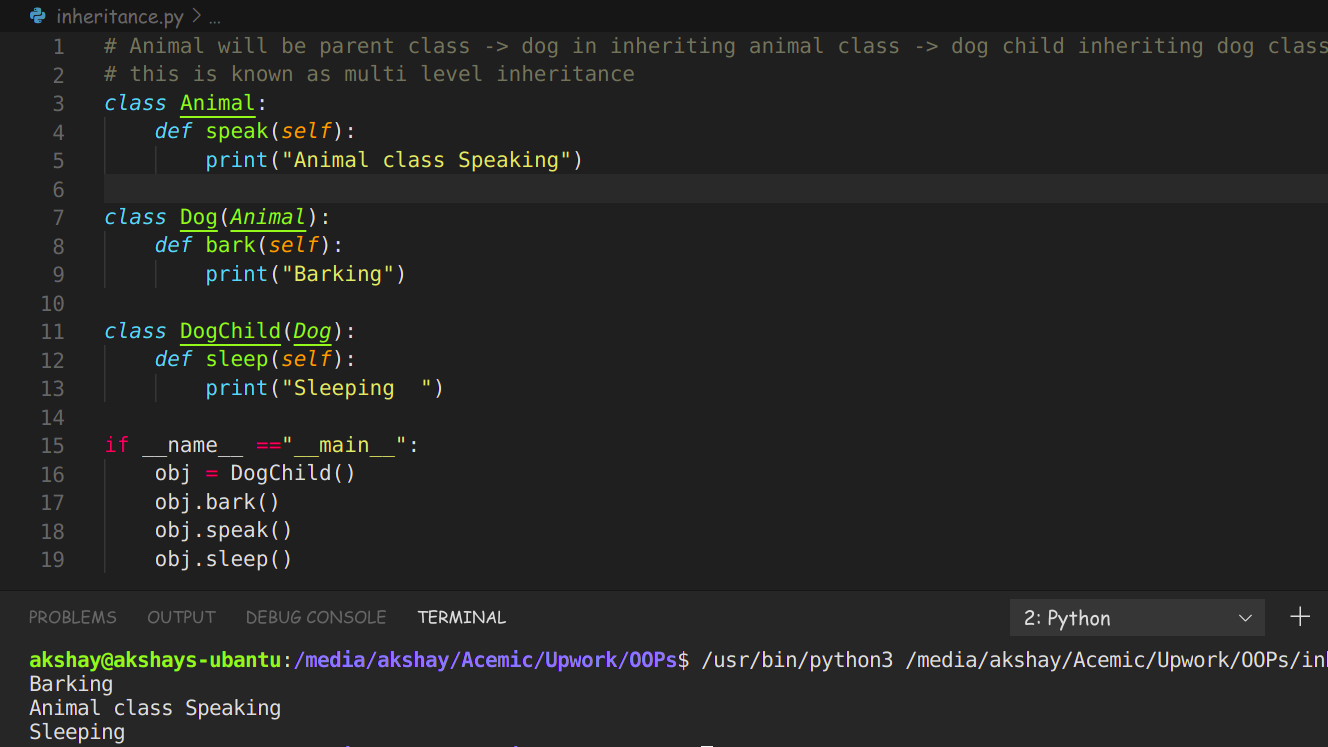 inheritance.py > ...
1 # Animal will be parent class -> dog in inheriting animal class -> dog child inheriting dog class
2 # this is known as multi level inheritance
3 class Animal:
4     def speak(self):
5         print("Animal class Speaking")
6
7 class Dog(Animal):
8     def bark(self):
9         print("Barking")
10
11 class DogChild(Dog):
12     def sleep(self):
13         print("Sleeping  ")
14
15 if __name__ =="__main__":
16     obj = DogChild()
17     obj.bark()
18     obj.speak()
19     obj.sleep()
PROBLEMS OUTPUT DEBUG CONSOLE TERMINAL 2: Python
akshay@akshays-ubantu:/media/akshay/Acemic/Upwork/OOPs$ /usr/bin/python3 /media/akshay/Acemic/Upwork/OOPs/in
Barking
Animal class Speaking
Sleeping